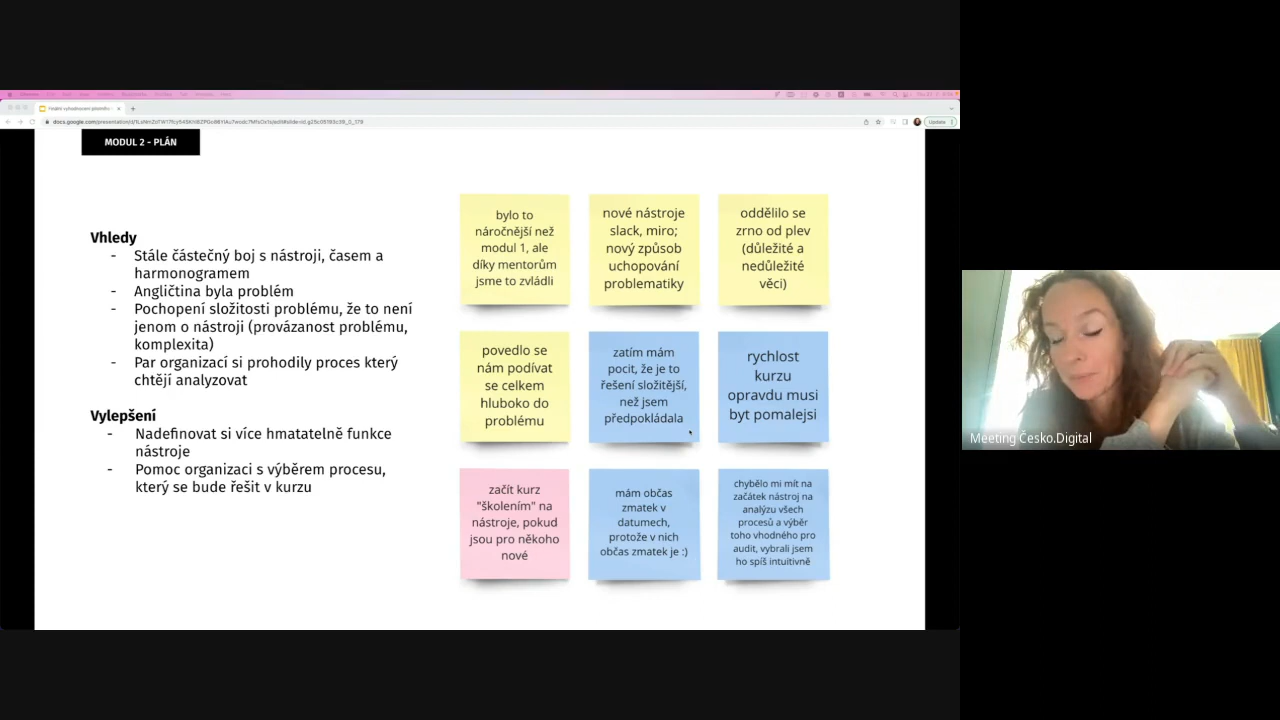 Update
MODUL 2 - PLÁN
Vhledy
- Stále částečný boj s nástroji, časem a
harmonogramem
- Angličtina byla problém
- Pochopení složitosti problému, že to není
jenom o nástroji (provázanost problému,
komplexita)
- Par organizací si prohodily proces který
chtějí analyzovat
Vylepšení
- Nadefinovat si více hmatatelně funkce
nástroje
- Pomoc organizaci s výběrem procesu,
který se bude řešit v kurzu
bylo to
náročnější než
modul 1, ale
díky mentorům
jsme to zvládli
nové nástroje
slack, miro;
nový způsob
uchopování
problematiky
oddělilo se
zrno od plev
(důležité a
nedůležité
věci)
povedlo se
nám podívat
se celkem
hluboko do
problému
zatím mám
pocit, že je to
řešení složitější,
než jsem
předpokládala
rychlost
kurzu
opravdu musi
byt pomalejsi
začít kurz
"školením" na
nástroje, pokud
jsou pro někoho
nové
mám občas
zmatek v
datumech,
protože v nich
občas zmatek je :)
chybělo mi mít na
začátek nástroj na
analýzu všech
procesů a výběr
toho vhodného pro
audit, vybrali jsem
ho spíš intuitivně
Meeting Česko.Digital